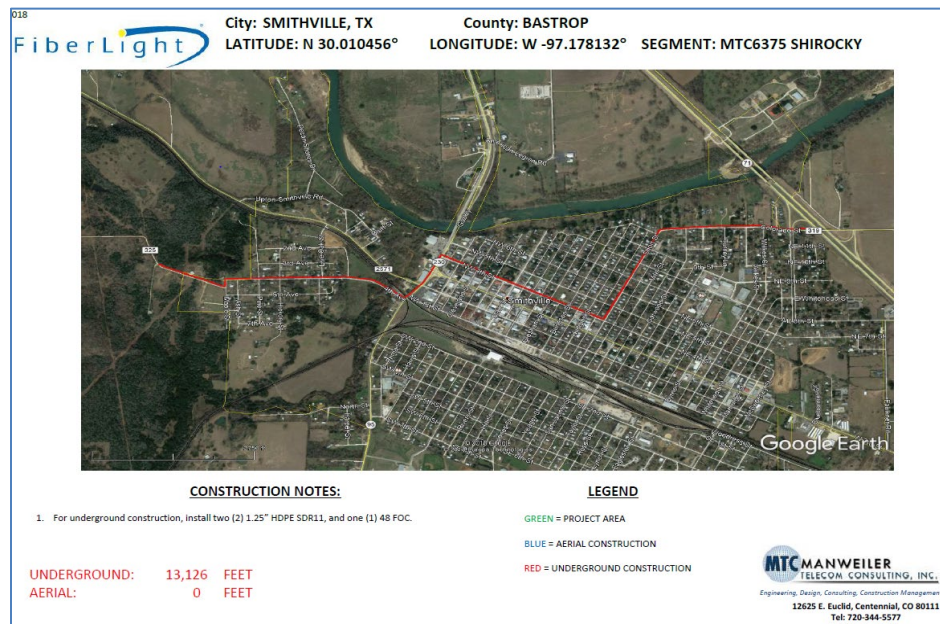 018
FiberLight
City: SMITHVILLE, TX County: BASTROP
LATITUDE: N 30.010456° LONGITUDE: W -97.178132° SEGMENT: MTC6375 SHIROCKY
71
Upton-Smithville Rd
319
325
230
2571
Smithville
95
Google Earth
CONSTRUCTION NOTES:
1. For underground construction, install two (2) 1.25” HDPE SDR11, and one (1) 48 FOC.
UNDERGROUND: 13,126 FEET
AERIAL: 0 FEET
LEGEND
GREEN = PROJECT AREA
BLUE = AERIAL CONSTRUCTION
RED = UNDERGROUND CONSTRUCTION
MTC MANWEILER
TELECOM CONSULTING, INC.
Engineering, Design, Consulting, Construction Management
12625 E. Euclid, Centennial, CO 80111
Tel: 720-344-5577